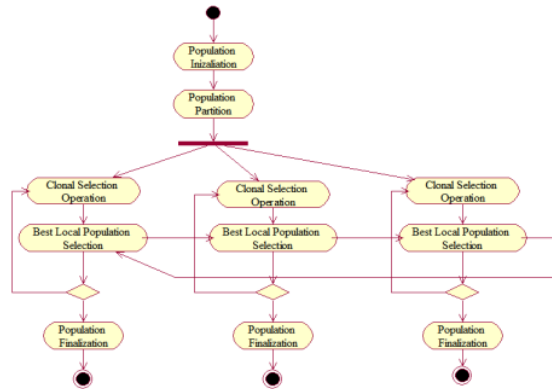 Population
Inizaliation
Population
Partition
Clonal Selection
Operation
Clonal Selection
Operation
Clonal Selection
Operation
Best Local Population
Selection
Best Local Population
Selection
Best Local Population
Selection
Population
Finalization
Population
Finalization
Population
Finalization